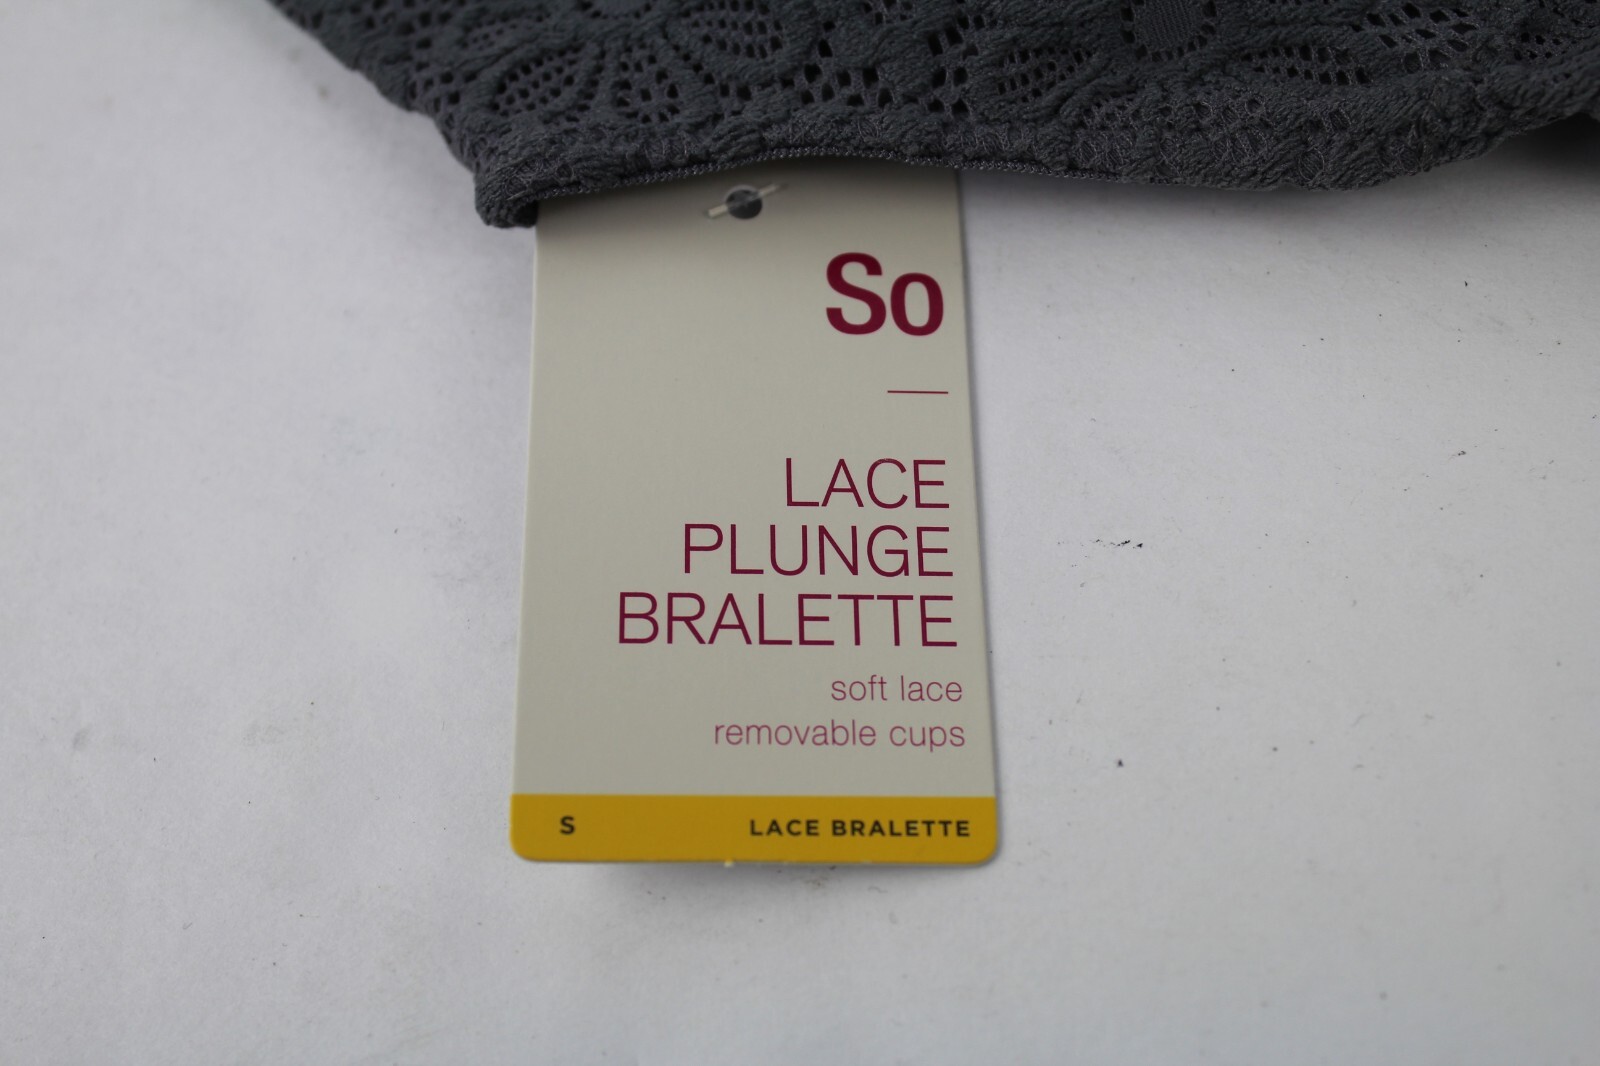 So
LACE
PLUNGE
BRALETTE
soft lace
removable cups
S LACE BRALETTE